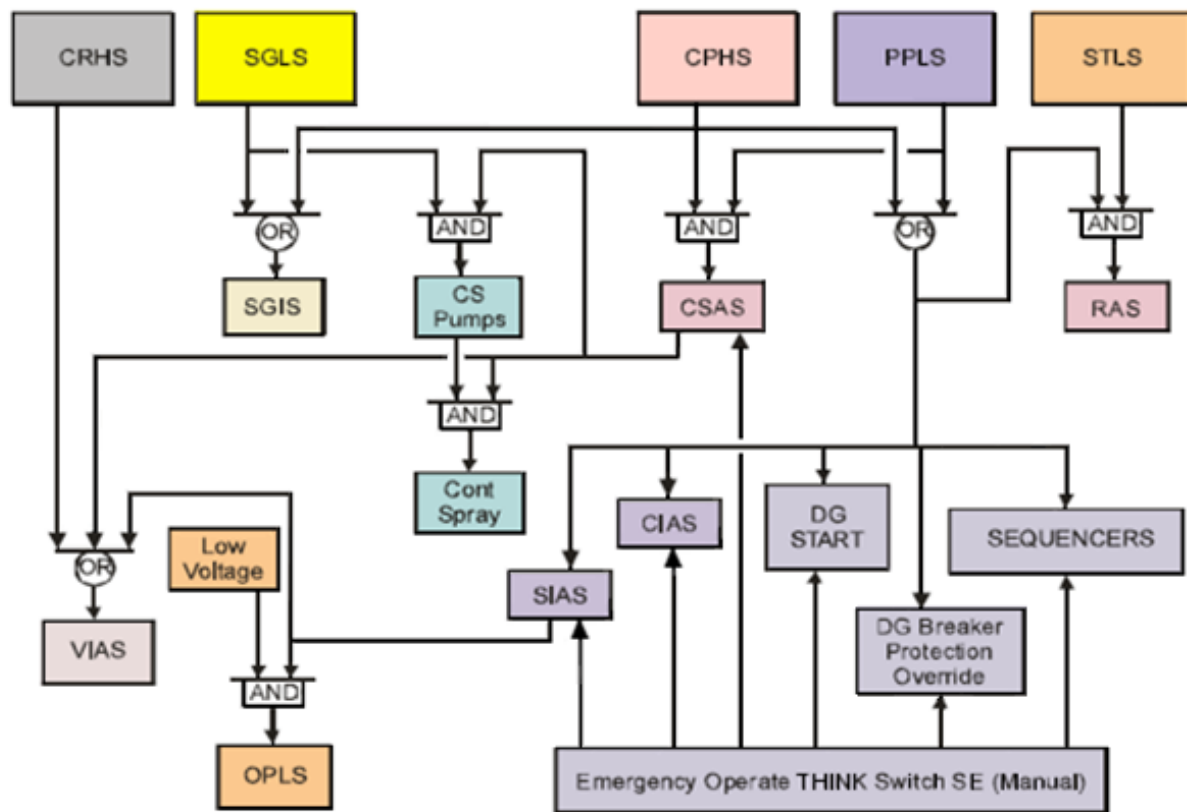 CRHS
SGLS
CPHS
PPLS
STLS
OR
AND
AND
OR
AND
SGIS
CS
Pumps
CSAS
RAS
AND
Cont
Spray
CIAS
DG
START
SEQUENCERS
OR
Low
Voltage
SIAS
VIAS
DG Breaker
Protection
Override
AND
OPLS
Emergency Operate THINK Switch SE (Manual)